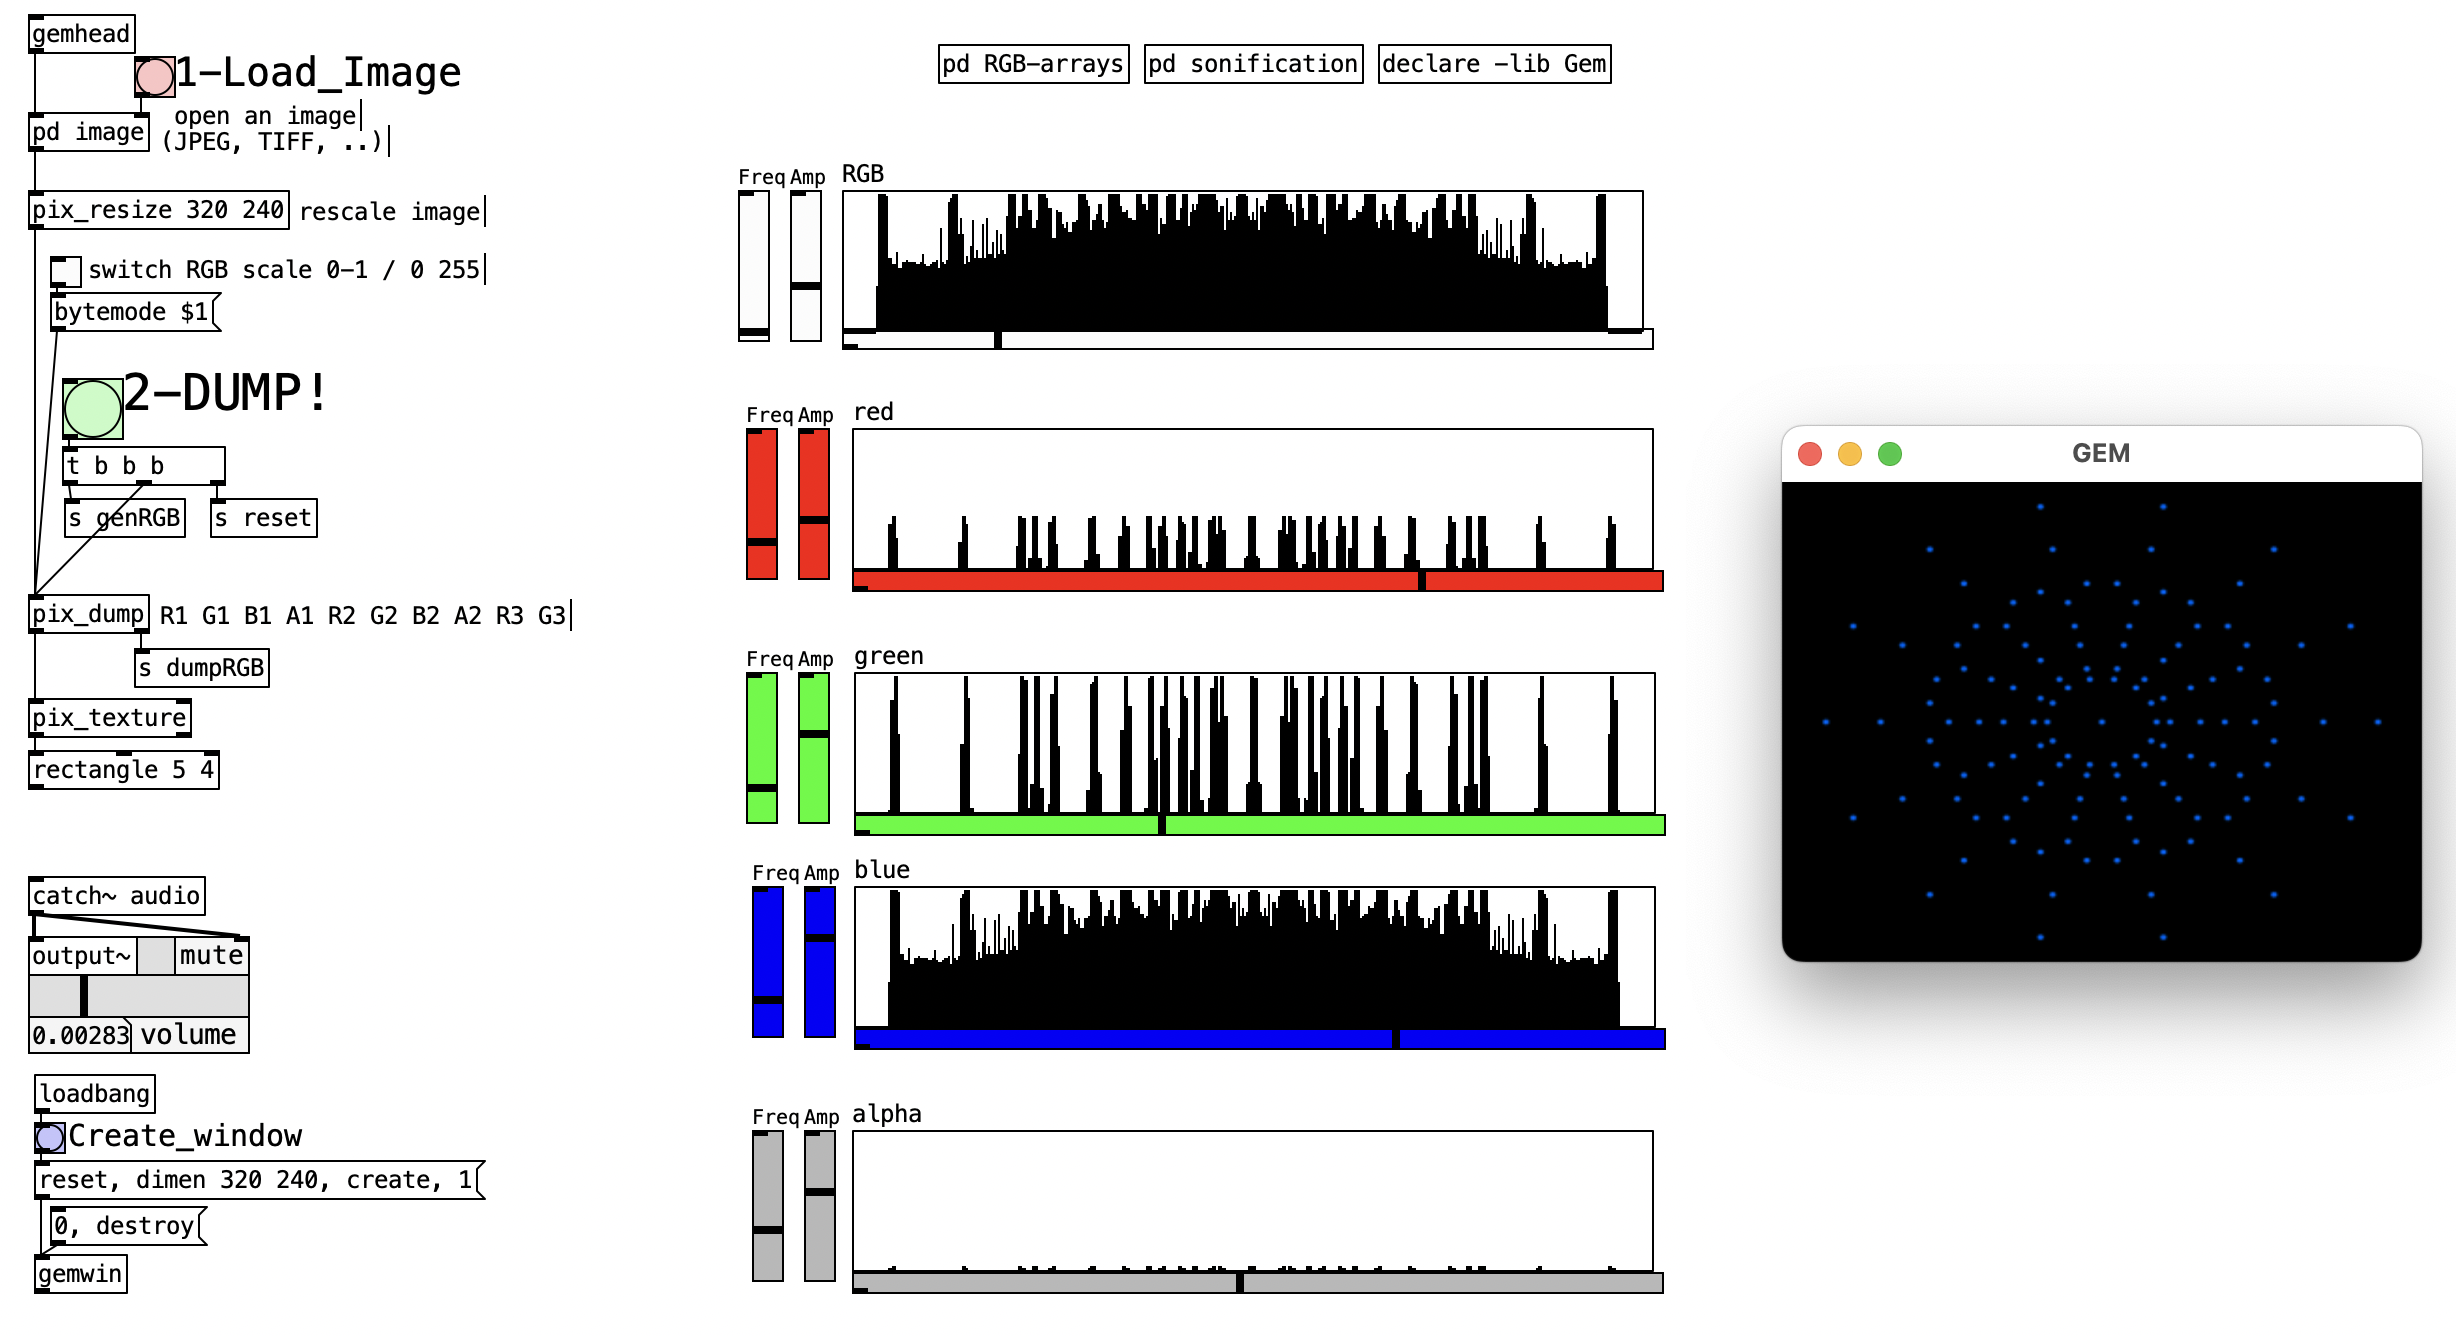 gemhead
1-Load_Image
open an image
pd image
(JPEG, TIFF, ..)
pix_resize 320 240
rescale image
switch RGB scale 0-1 / 0 255
bytemode $1
2-DUMP!
t b b b
s genRGB
s reset
pix_dump
R1 G1 B1 A1 R2 G2 B2 A2 R3 G3
s dumpRGB
pix_texture
rectangle 5 4
catch~ audio
output~
mute
0.00283
volume
loadbang
Create_window
reset, dimen 320 240, create, 1
0, destroy
gemwin
pd RGB-arrays
pd sonification
declare -lib Gem
Freq Amp RGB
Freq Amp red
Freq Amp green
Freq Amp blue
Freq Amp alpha
GEM